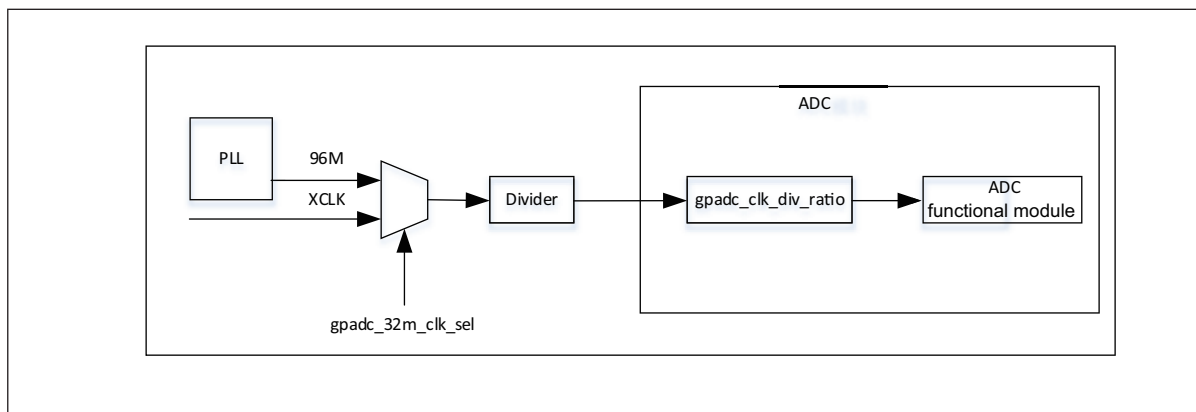 ADC
PLL
96M
XCLK
Divider
gpadc_clk_div_ratio
ADC
functional module
gpadc_32m_clk_sel